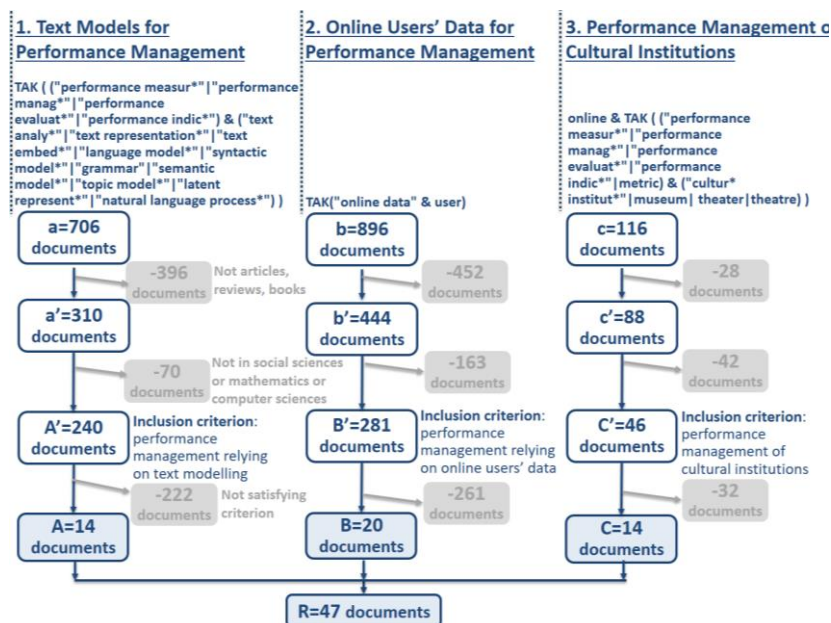 1. Text Models for
Performance Management
TAK ( ("performance measur*"|"performance
manag*"|"performance
evaluat*"|"performance indic*") & ("text
analy*"|"text representation*"|"text
embed*"|"language model*"|"syntactic
model*"|"grammar"|"semantic
model*"|"topic model*"|"latent
represent*"|"natural language process*") )
a=706
documents
-396
documents
Not articles,
reviews, books
a'=310
documents
-70
documents
Not in social sciences
or mathematics or
computer sciences
A'=240
documents
Inclusion criterion:
performance
management relying
on text modelling
-222
documents
Not satisfying
criterion
A=14
documents
2. Online Users' Data for
Performance Management
TAK("online data" & user)
b=896
documents
-452
documents
b'=444
documents
-163
documents
B'=281
documents
Inclusion criterion:
performance
management relying
on online users' data
-261
documents
B=20
documents
3. Performance Management o
Cultural Institutions
online & TAK ( ("performance
measur*"|"performance
manag*"|"performance
evaluat*"|"performance
indic*"|metric) & ("cultur*
institut*"|museum| theater|theatre) )
c=116
documents
-28
documents
c'=88
documents
-42
documents
C'=46
documents
Inclusion criterion:
performance
management of
cultural institutions
-32
documents
C=14
documents
R=47 documents